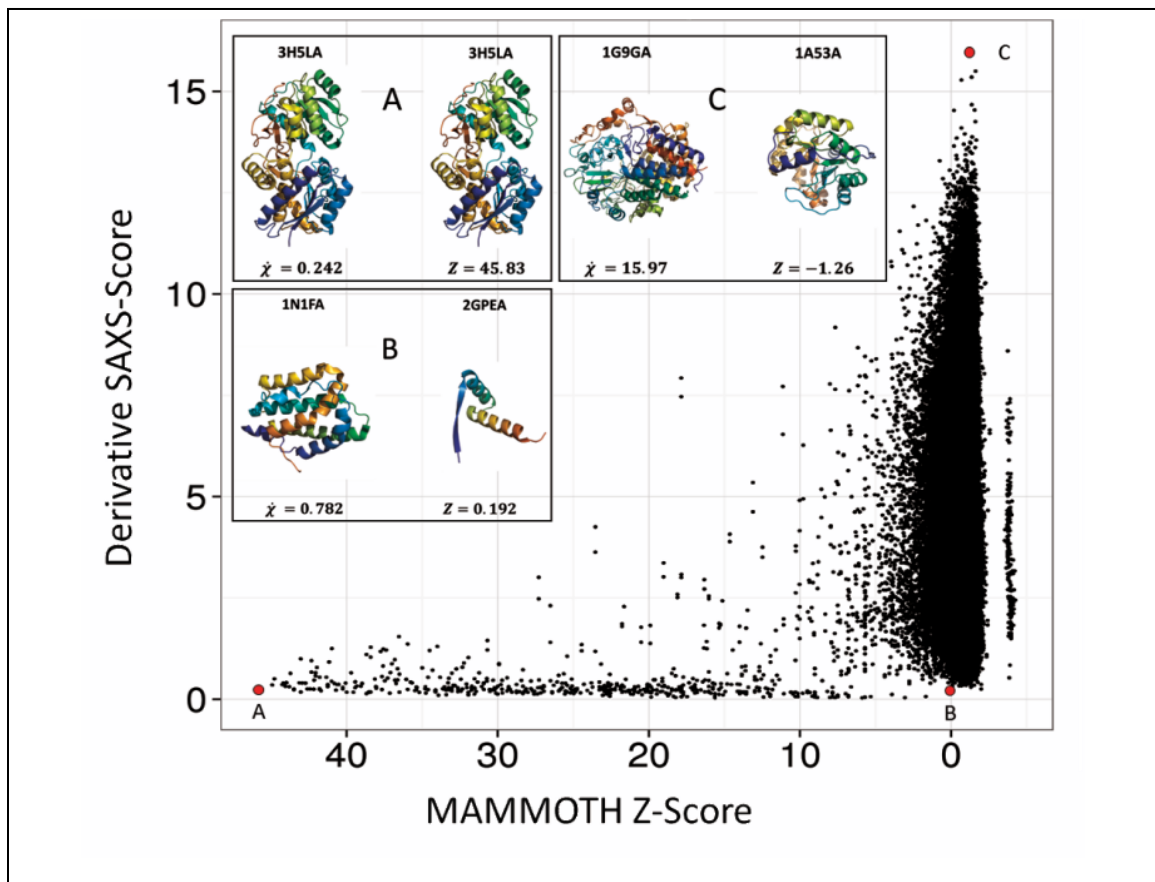 3H5LA 3H5LA
A
χ̇ = 0.242 Z = 45.83
1G9GA 1A53A
C
χ̇ = 15.97 Z = −1.26
1N1FA 2GPEA
B
χ̇ = 0.782 Z = 0.192
C
A
B
Derivative SAXS-Score
15
10
5
0
40 30 20 10 0
MAMMOTH Z-Score